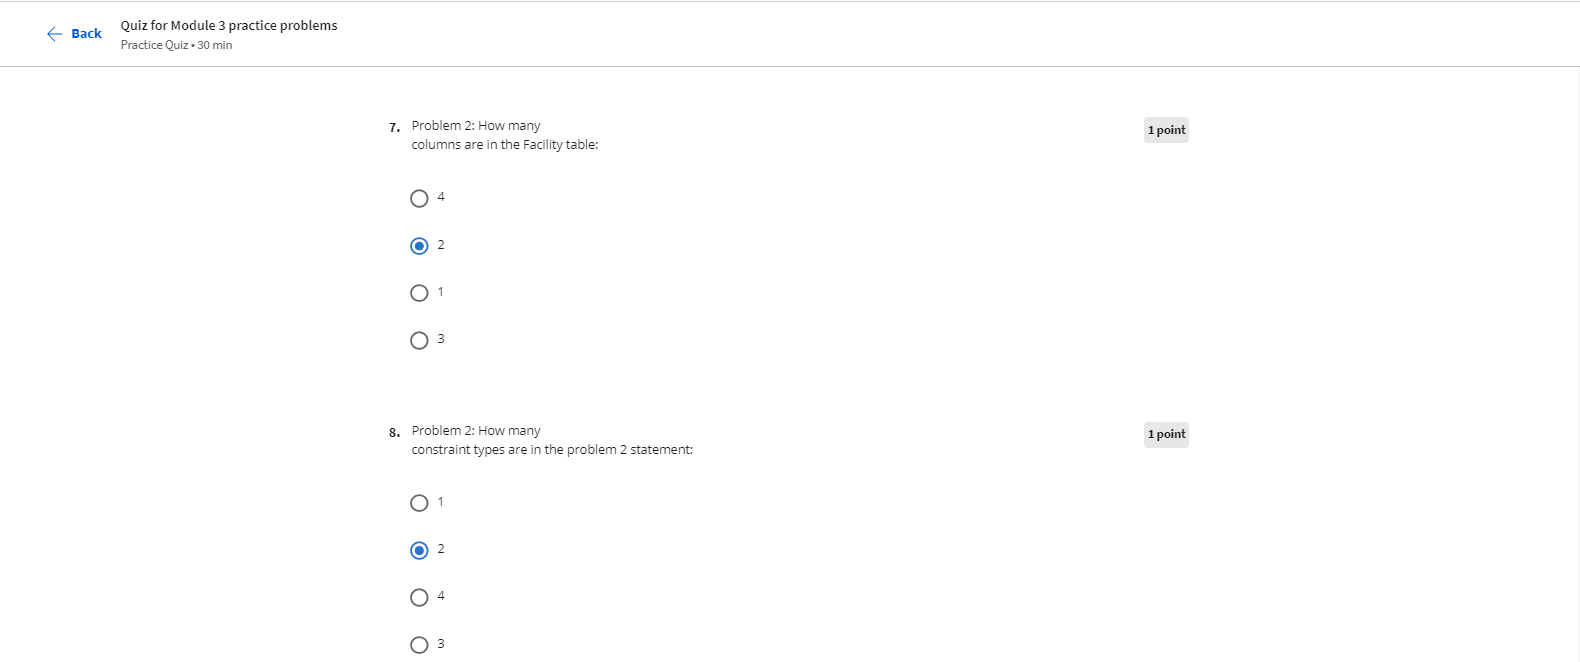 Back
Quiz for Module 3 practice problems
Practice Quiz • 30 min
7. Problem 2: How many
columns are in the Facility table:
1 point
4
2
1
3
8. Problem 2: How many
constraint types are in the problem 2 statement:
1 point
1
2
4
3